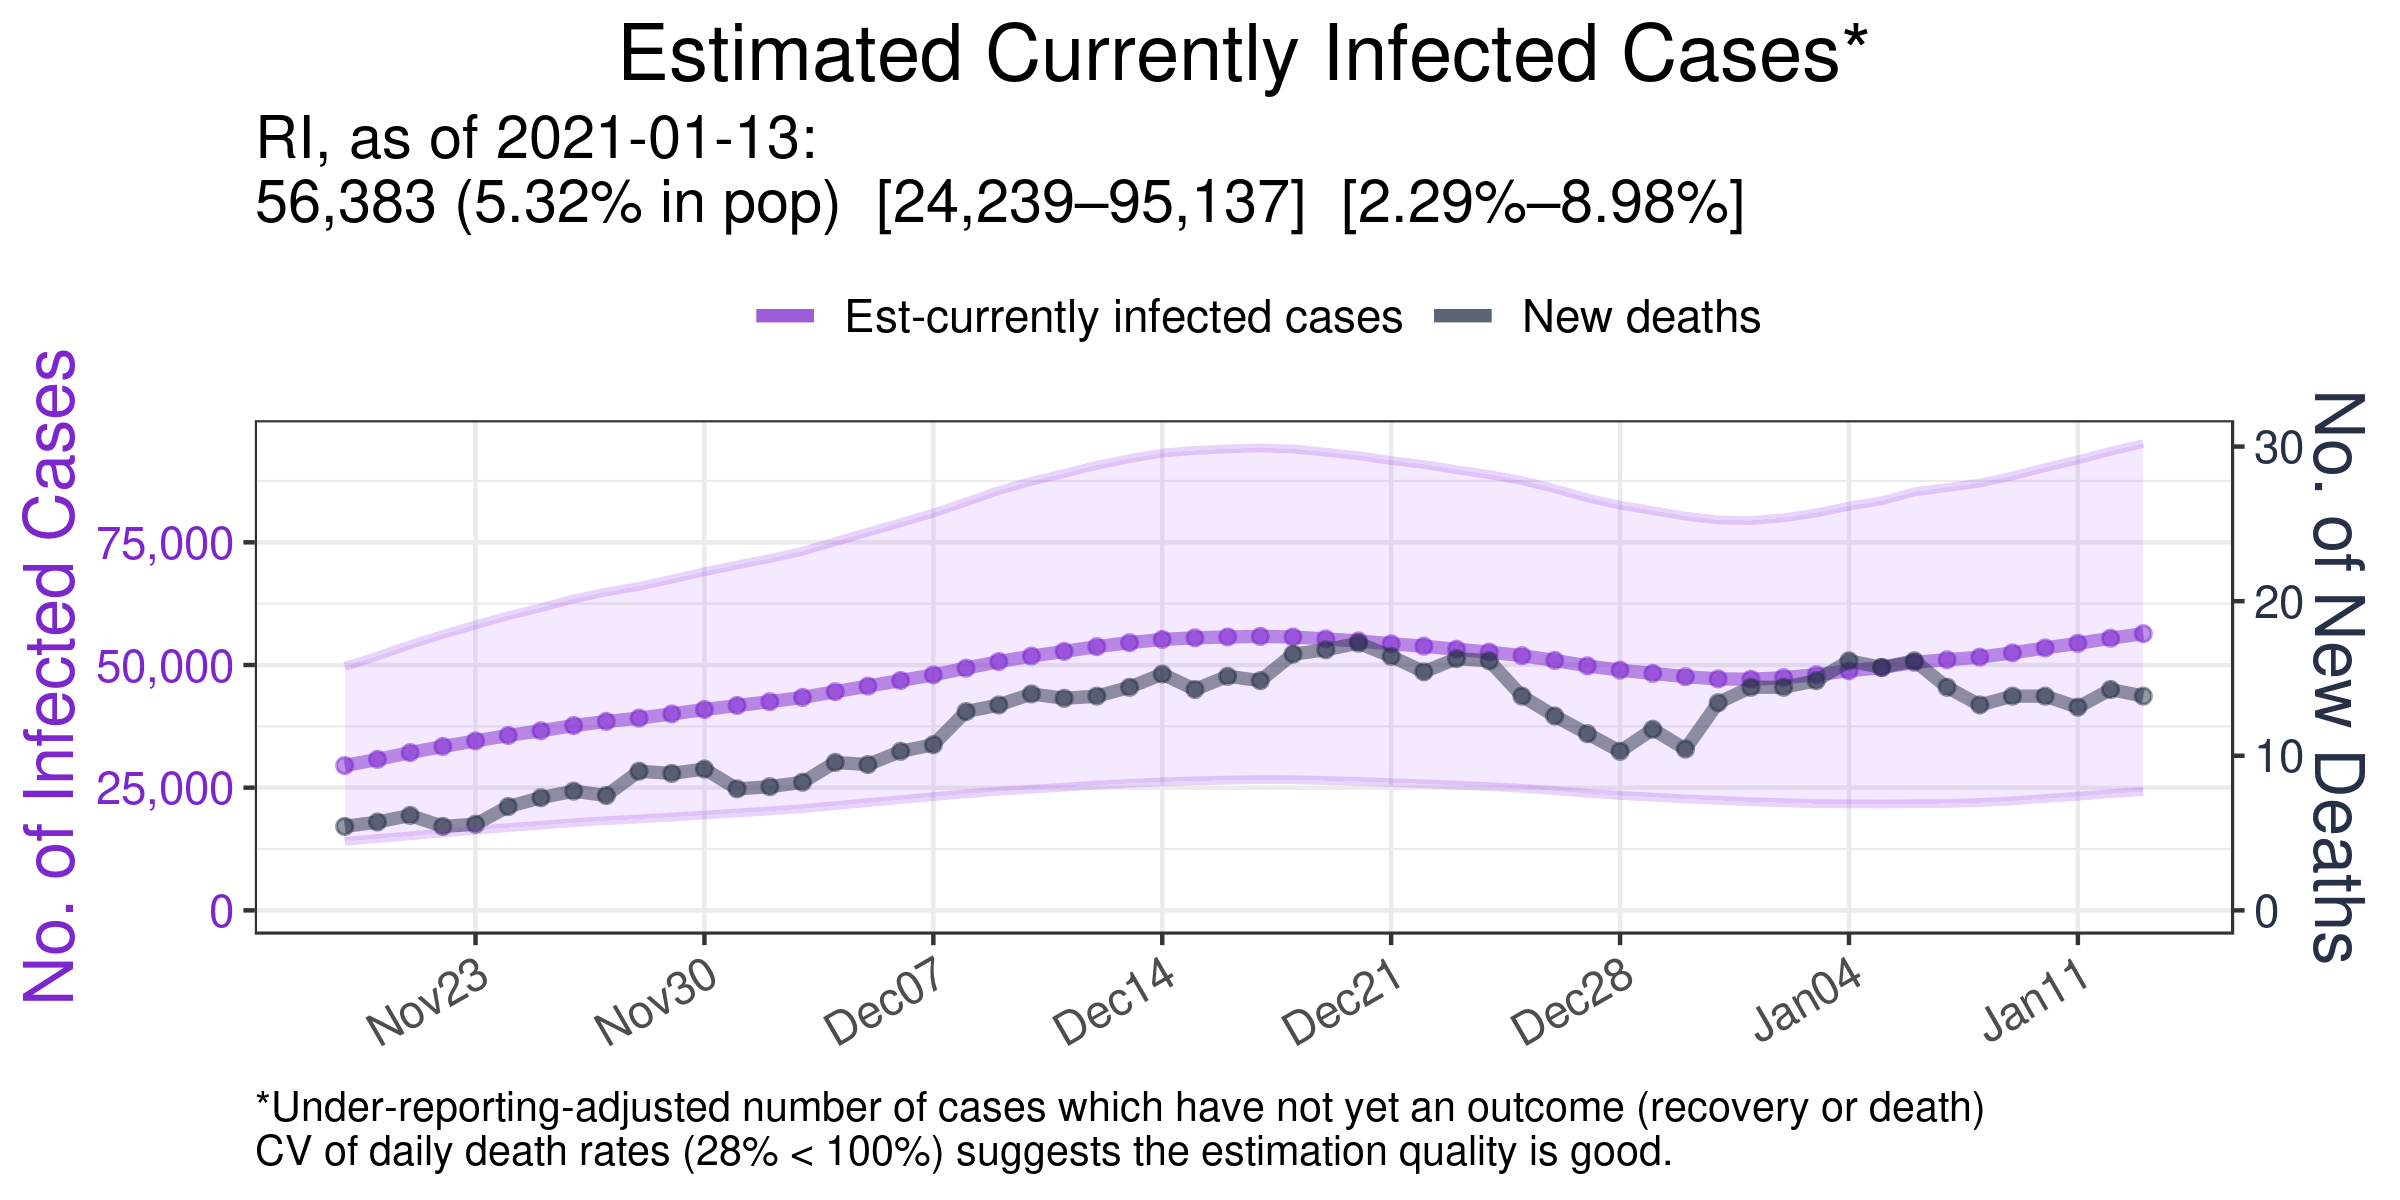 Estimated Currently Infected Cases*
RI, as of 2021-01-13:
56,383 (5.32% in pop)  [24,239–95,137]  [2.29%–8.98%]
Est-currently infected cases
New deaths
No. of Infected Cases
75,000
50,000
25,000
0
30
20
10
0
No. of New Deaths
Nov23
Nov30
Dec07
Dec14
Dec21
Dec28
Jan04
Jan11
*Under-reporting-adjusted number of cases which have not yet an outcome (recovery or death)
CV of daily death rates (28% < 100%) suggests the estimation quality is good.